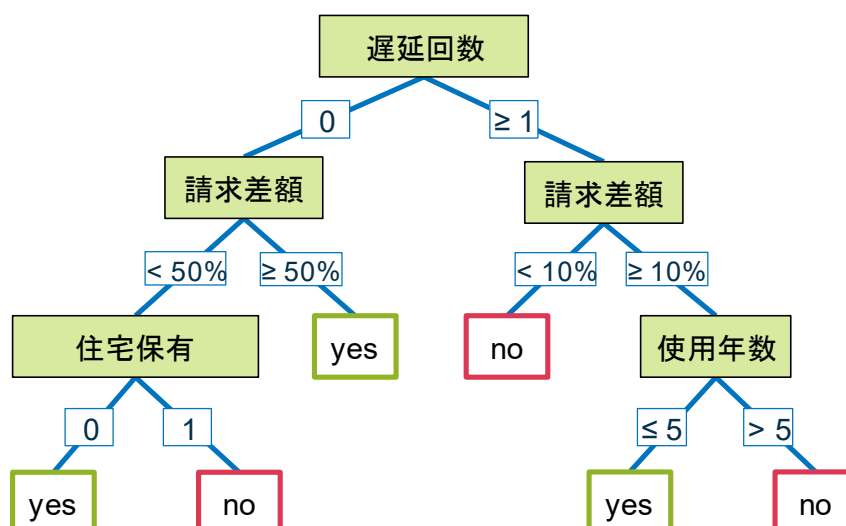 遅延回数
0
≥ 1
請求差額
請求差額
< 50%
≥ 50%
< 10%
≥ 10%
住宅保有
yes
no
使用年数
0
1
≤ 5
> 5
yes
no
yes
no